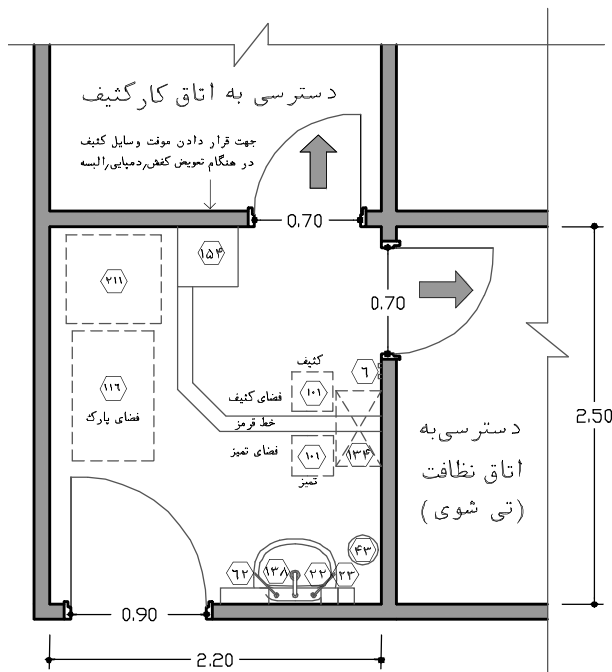 دسترسی به اتاق کارکثیف
جهت قرار دادن موقت وسایل کثیف
در هنگام تعویض کفش،دمپایی،البسه
0.70
۱۵۴
۲۱۱
0.70
۶
کثیف
۱۰۱
۱۱۶
فضای پارک
فضای کثیف
خط قرمز
فضای تمیز
۱۰۱
تمیز
۱۳۴
2.50
دسترسی‌به
اتاق نظافت
(تی شوی)
۴۳
۶۲
۱۳۸
۲۲
۲۳
0.90
2.20